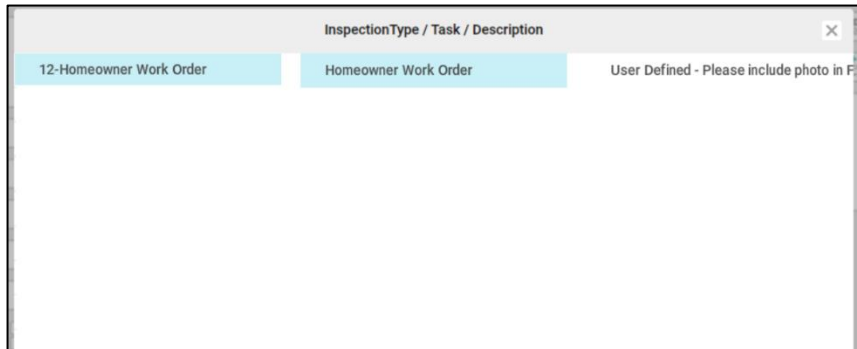 InspectionType / Task / Description
12-Homeowner Work Order
Homeowner Work Order
User Defined - Please include photo in F